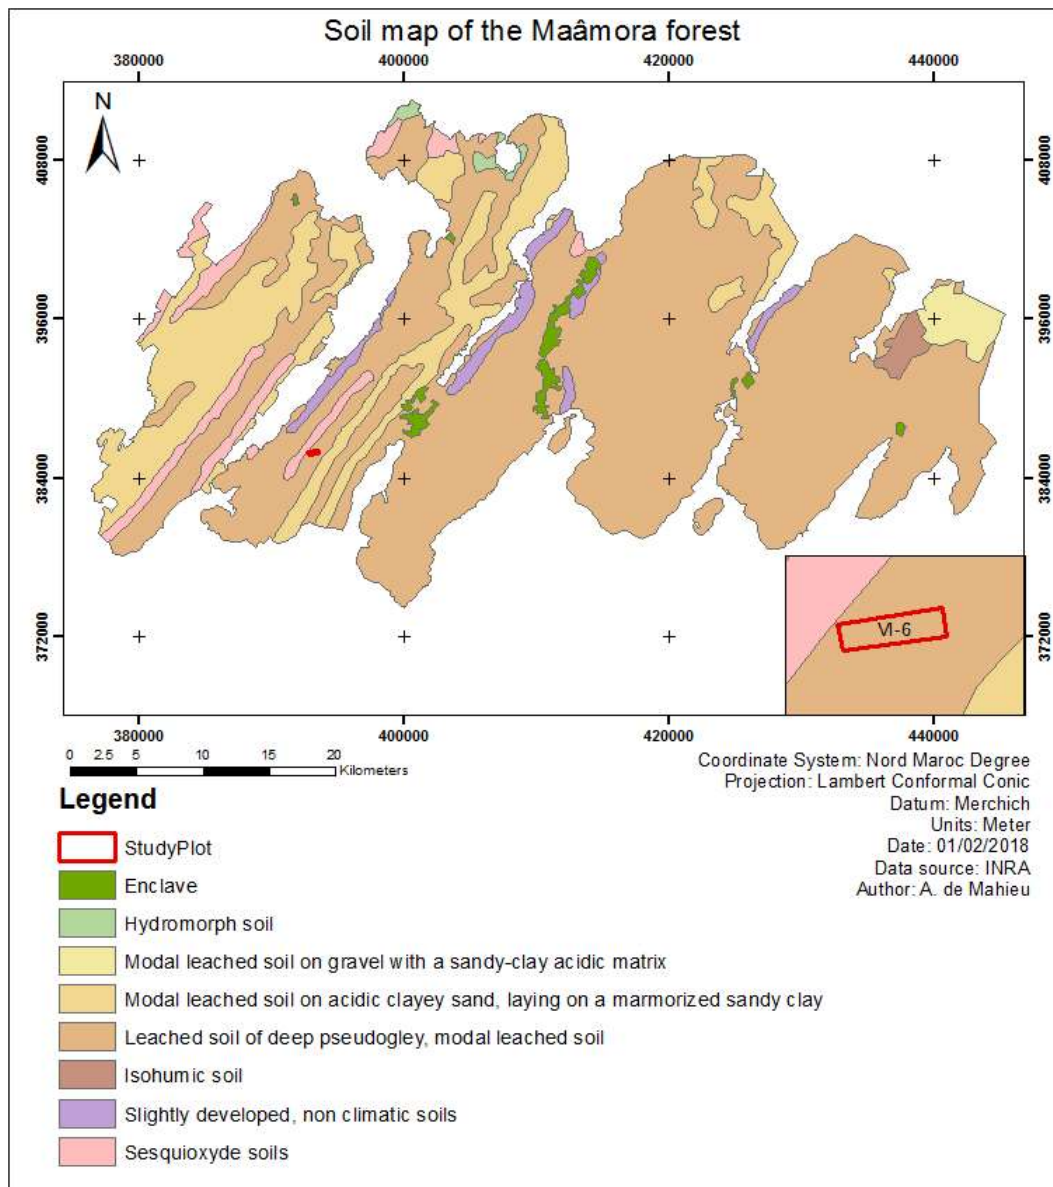 Soil map of the Maâmora forest
380000 400000 420000 440000
N
408000 408000
396000 396000
384000 384000
372000 372000
VI-6
380000 400000 420000 440000
0 2.5 5 10 15 20
Kilometers
Coordinate System: Nord Maroc Degree
Projection: Lambert Conformal Conic
Datum: Merchich
Units: Meter
Date: 01/02/2018
Data source: INRA
Author: A. de Mahieu
Legend
StudyPlot
Enclave
Hydromorph soil
Modal leached soil on gravel with a sandy-clay acidic matrix
Modal leached soil on acidic clayey sand, laying on a marmorized sandy clay
Leached soil of deep pseudogley, modal leached soil
Isohumic soil
Slightly developed, non climatic soils
Sesquioxyde soils